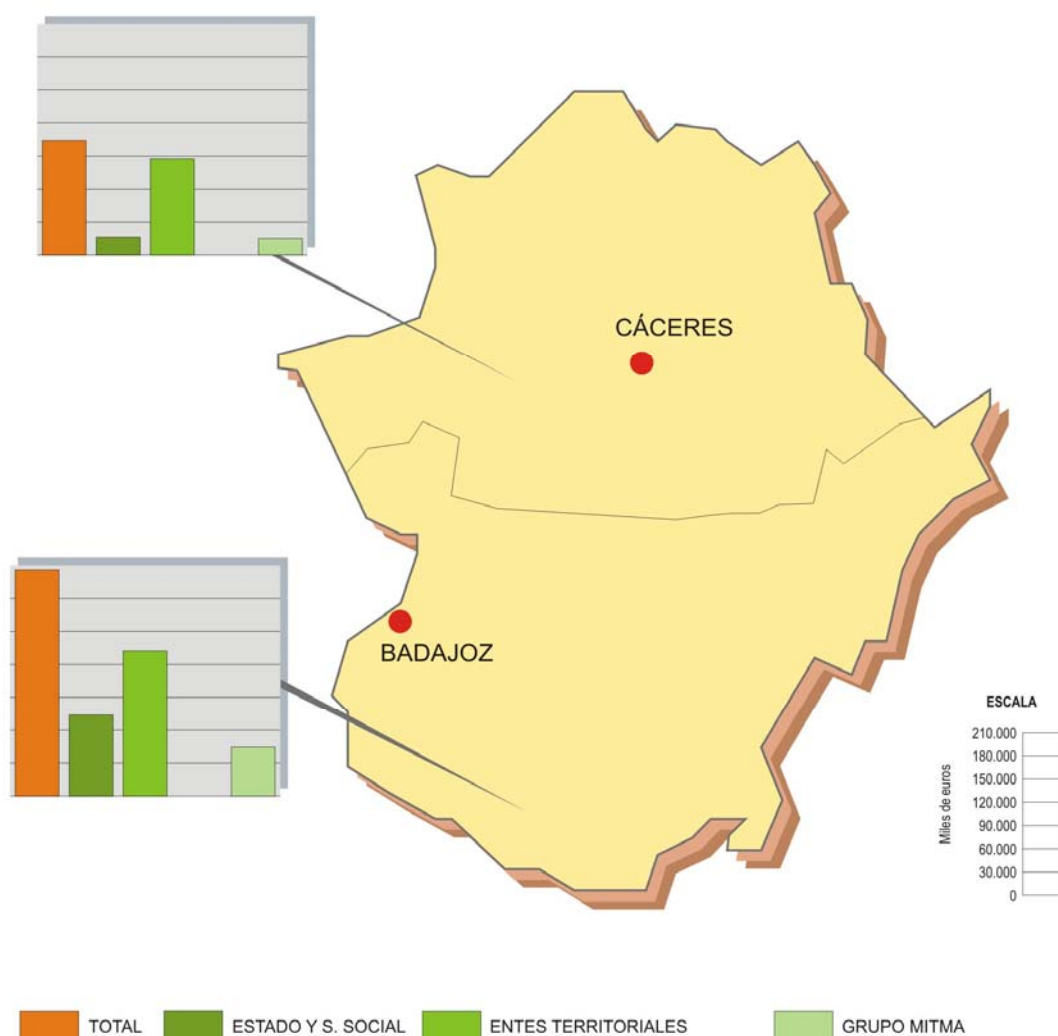 CÁCERES
BADAJOZ
ESCALA
Miles de euros
210.000
180.000
150.000
120.000
90.000
60.000
30.000
0
TOTAL
ESTADO Y S. SOCIAL
ENTES TERRITORIALES
GRUPO MITMA